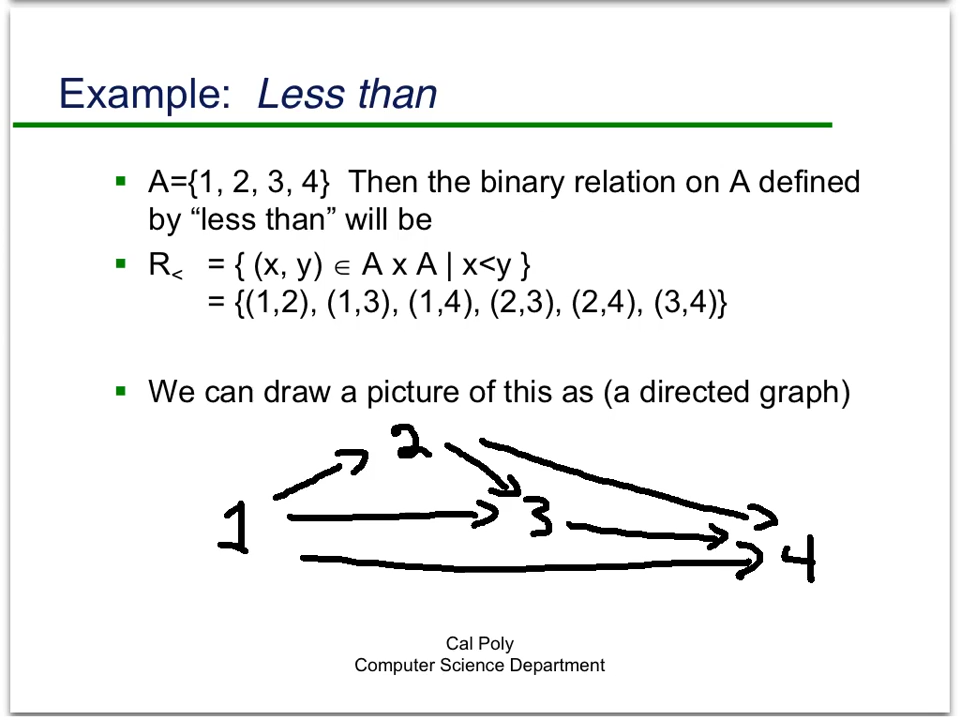 Example: Less than
▪ A={1, 2, 3, 4} Then the binary relation on A defined
by “less than” will be
▪ R< = { (x, y) ∈ A x A | x<y }
= {(1,2), (1,3), (1,4), (2,3), (2,4), (3,4)}
▪ We can draw a picture of this as (a directed graph)
2
1
3
4
Cal Poly
Computer Science Department